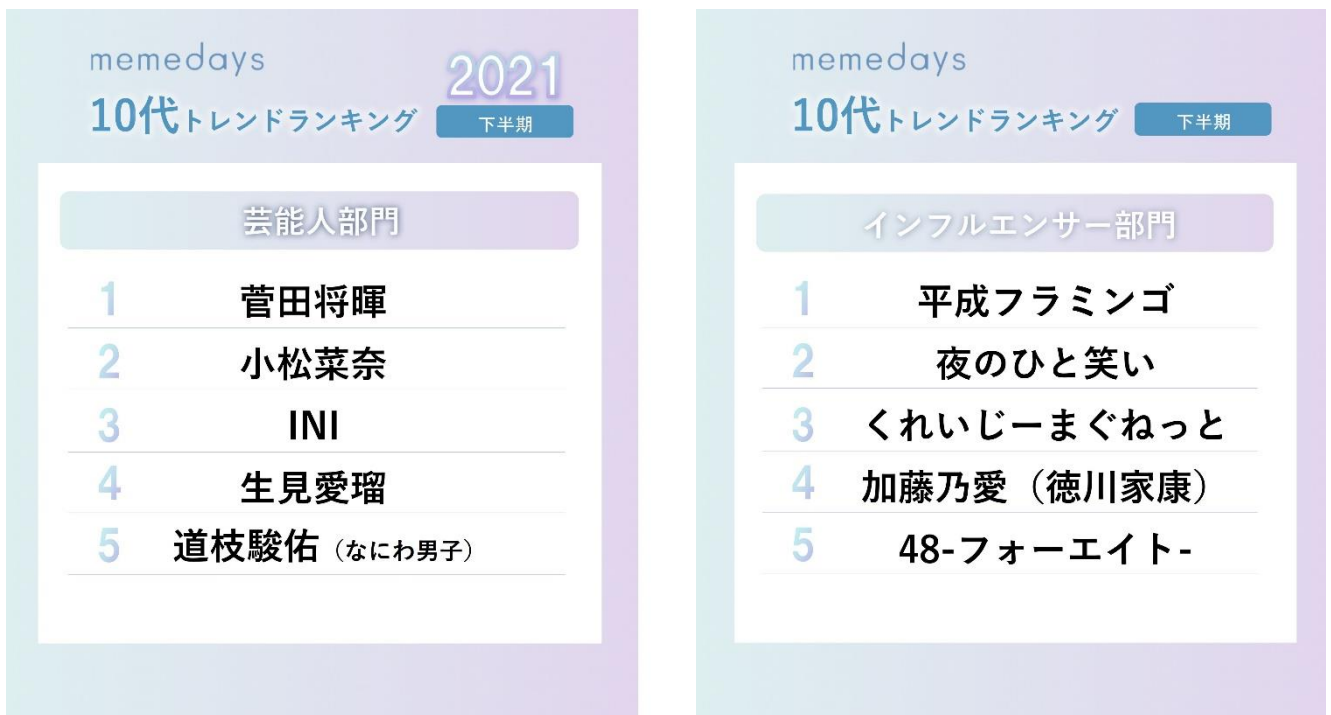 memedays
2021
10代トレンドランキング 下半期
芸能人部門
1 菅田将暉
2 小松菜奈
3 INI
4 生見愛瑠
5 道枝駿佑（なにわ男子）
memedays
10代トレンドランキング 下半期
インフルエンサー部門
1 平成フラミンゴ
2 夜のひと笑い
3 くれいじーまぐねっと
4 加藤乃愛（徳川家康）
5 48-フォーエイト-